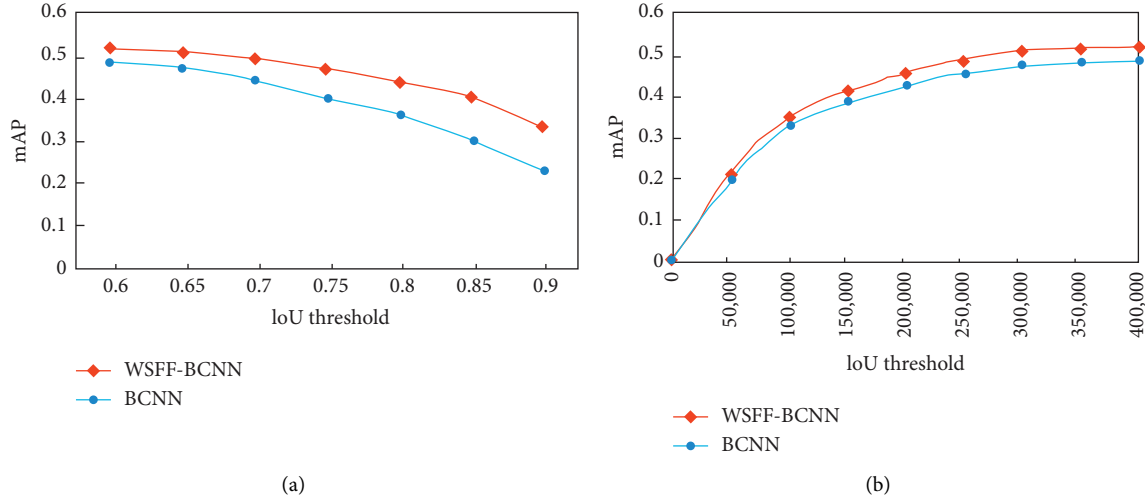 0.6
0.5
0.4
0.3
0.2
0.1
0
mAP
0.6 0.65 0.7 0.75 0.8 0.85 0.9
loU threshold
WSFF-BCNN
BCNN
(a)
0.6
0.5
0.4
0.3
0.2
0.1
0
mAP
0 50,000 100,000 150,000 200,000 250,000 300,000 350,000 400,000
loU threshold
WSFF-BCNN
BCNN
(b)